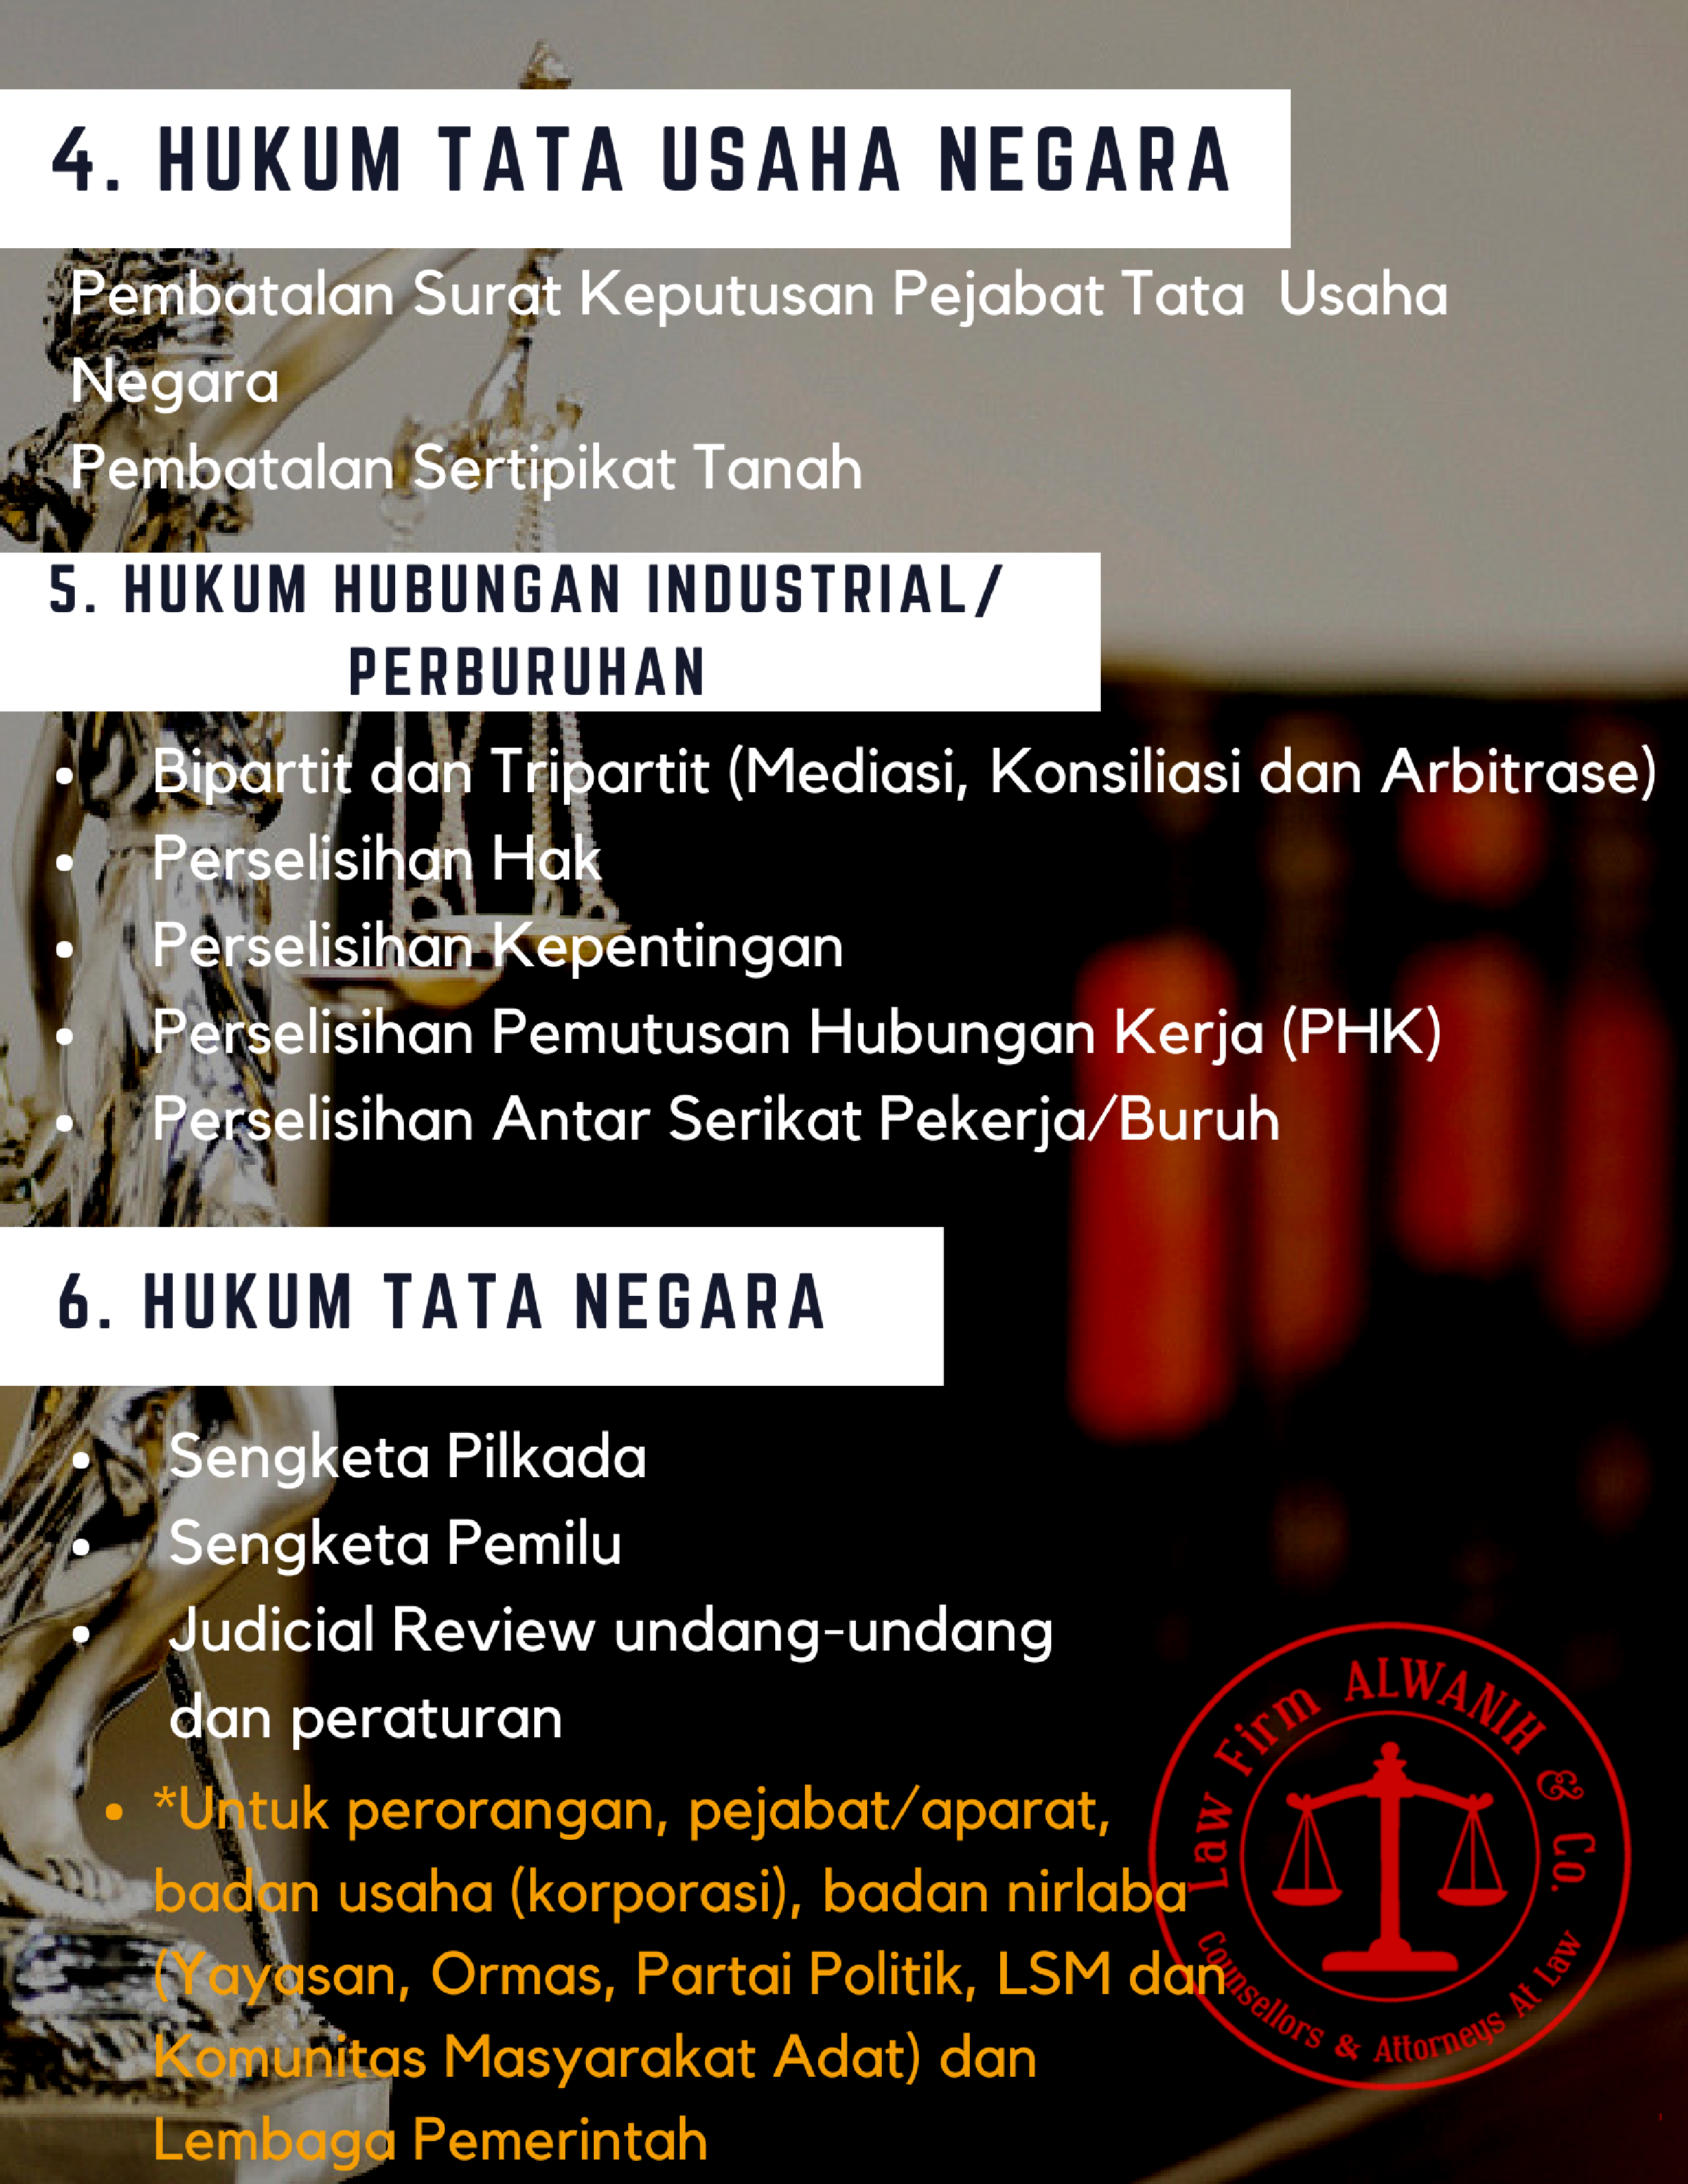 4. HUKUM TATA USAHA NEGARA
Pembatalan Surat Keputusan Pejabat Tata  Usaha
Negara
Pembatalan Sertipikat Tanah
5. HUKUM HUBUNGAN INDUSTRIAL/
PERBURUHAN
• Bipartit dan Tripartit (Mediasi, Konsiliasi dan Arbitrase)
• Perselisihan Hak
• Perselisihan Kepentingan
• Perselisihan Pemutusan Hubungan Kerja (PHK)
• Perselisihan Antar Serikat Pekerja/Buruh
6. HUKUM TATA NEGARA
• Sengketa Pilkada
• Sengketa Pemilu
• Judicial Review undang-undang
dan peraturan
• *Untuk perorangan, pejabat/aparat,
badan usaha (korporasi), badan nirlaba
(Yayasan, Ormas, Partai Politik, LSM dan
Komunitas Masyarakat Adat) dan
Lembaga Pemerintah
Law Firm ALWANIH & Co.
Counsellors & Attorneys At Law